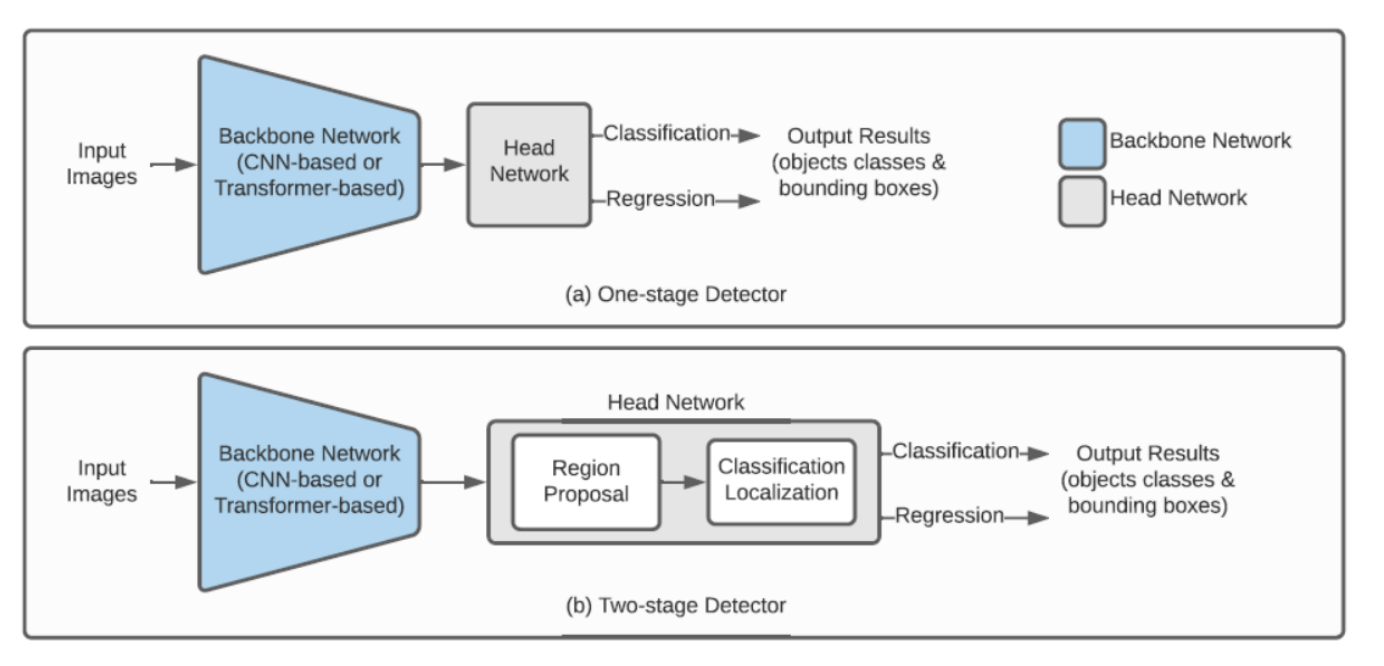 Input
Images
Backbone Network
(CNN-based or
Transformer-based)
Head
Network
Classification
Regression
Output Results
(objects classes &
bounding boxes)
Backbone Network
Head Network
(a) One-stage Detector
Input
Images
Backbone Network
(CNN-based or
Transformer-based)
Head Network
Region
Proposal
Classification
Localization
Classification
Regression
Output Results
(objects classes &
bounding boxes)
(b) Two-stage Detector